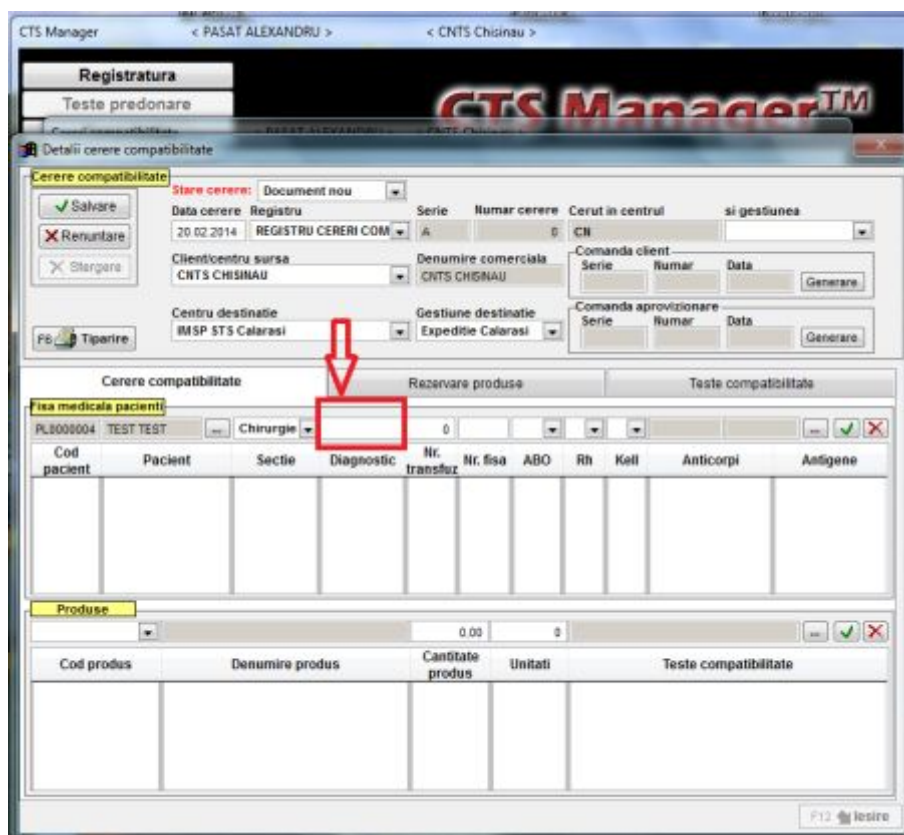 CTS Manager < PASAT ALEXANDRU > < CNTS Chisinau >
Registratura
Teste predonare
CTS Manager™
Detalii cerere compatibilitate
Cerere compatibilitate
Stare cerere: Document nou
Salvare
Data cerere Registru Serie Numar cerere Cerut in centrul si gestiunea
Renuntare
20.02.2014 REGISTRU CERERI COM A 0 CN
Stergere
Client/centru sursa Denumire comerciala Comanda client
CNTS CHISINAU CNTS CHISINAU Serie Numar Data
Generare
Centru destinatie Gestiune destinatie Comanda aprovizionare
IMSP STS Calarasi Expeditie Calarasi Serie Numar Data
F6 Tiparire Generare
Cerere compatibilitate Rezervare produse Teste compatibilitate
Fisa medicala pacienti
PL0000004 TEST TEST ... Chirurgie 0 ...
Cod pacient Pacient Sectie Diagnostic Nr. transfuz Nr. fisa ABO Rh Kell Anticorpi Antigene
Produse
0.00 0 ...
Cod produs Denumire produs Cantitate produs Unitati Teste compatibilitate
F12 Iesire